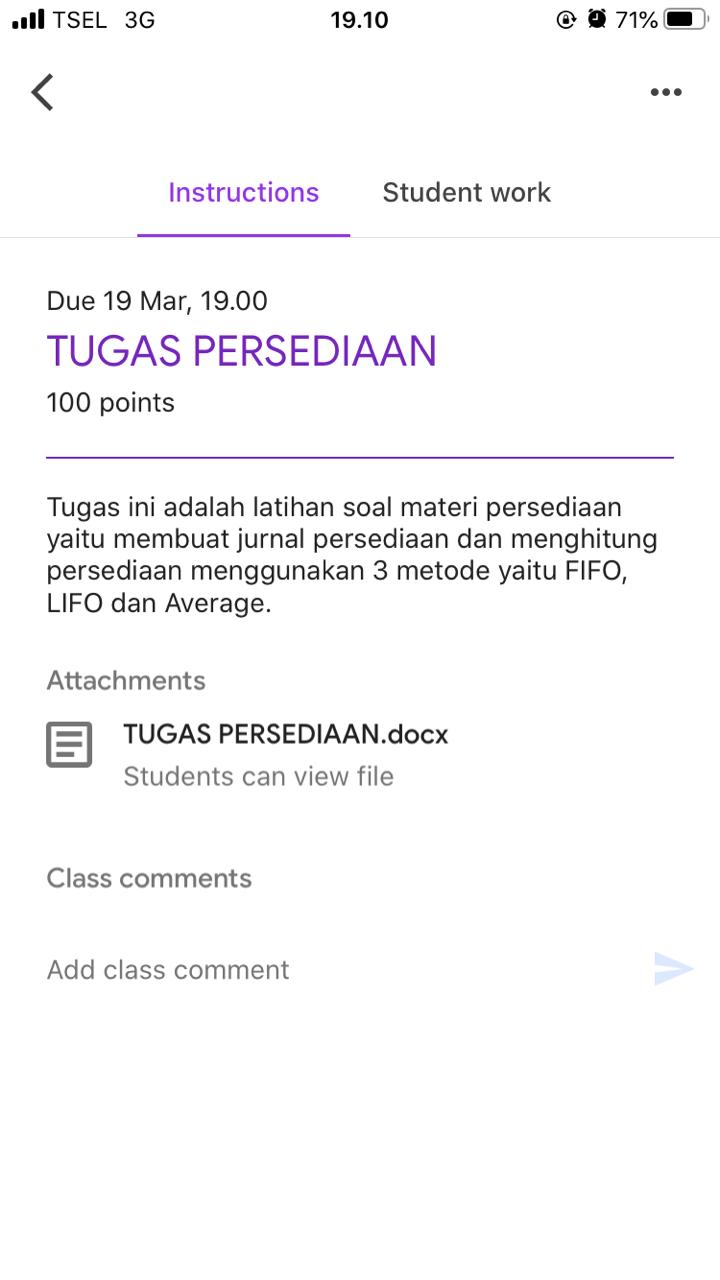 TSEL 3G 19.10 71%
Instructions Student work
Due 19 Mar, 19.00
TUGAS PERSEDIAAN
100 points
Tugas ini adalah latihan soal materi persediaan
yaitu membuat jurnal persediaan dan menghitung
persediaan menggunakan 3 metode yaitu FIFO,
LIFO dan Average.
Attachments
TUGAS PERSEDIAAN.docx
Students can view file
Class comments
Add class comment